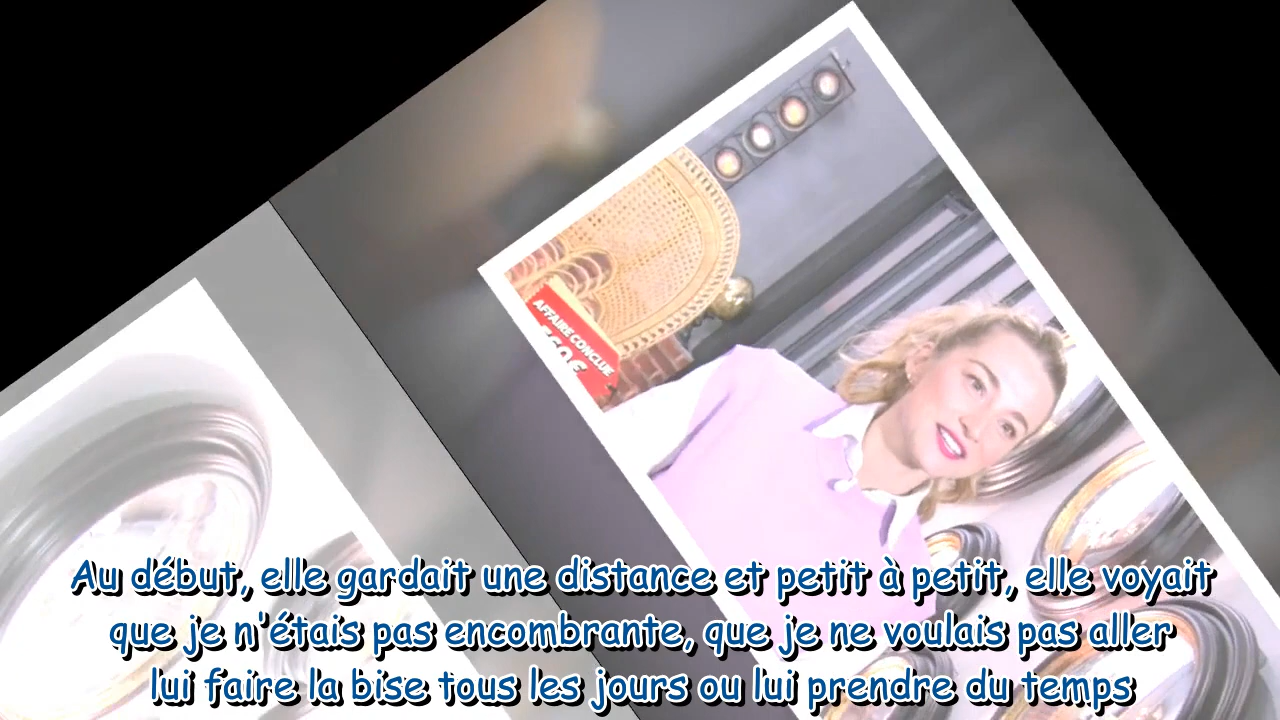 AFFAIRE CONCLUE
550€
Au début, elle gardait une distance et petit à petit, elle voyait
que je n'étais pas encombrante, que je ne voulais pas aller
lui faire la bise tous les jours ou lui prendre du temps